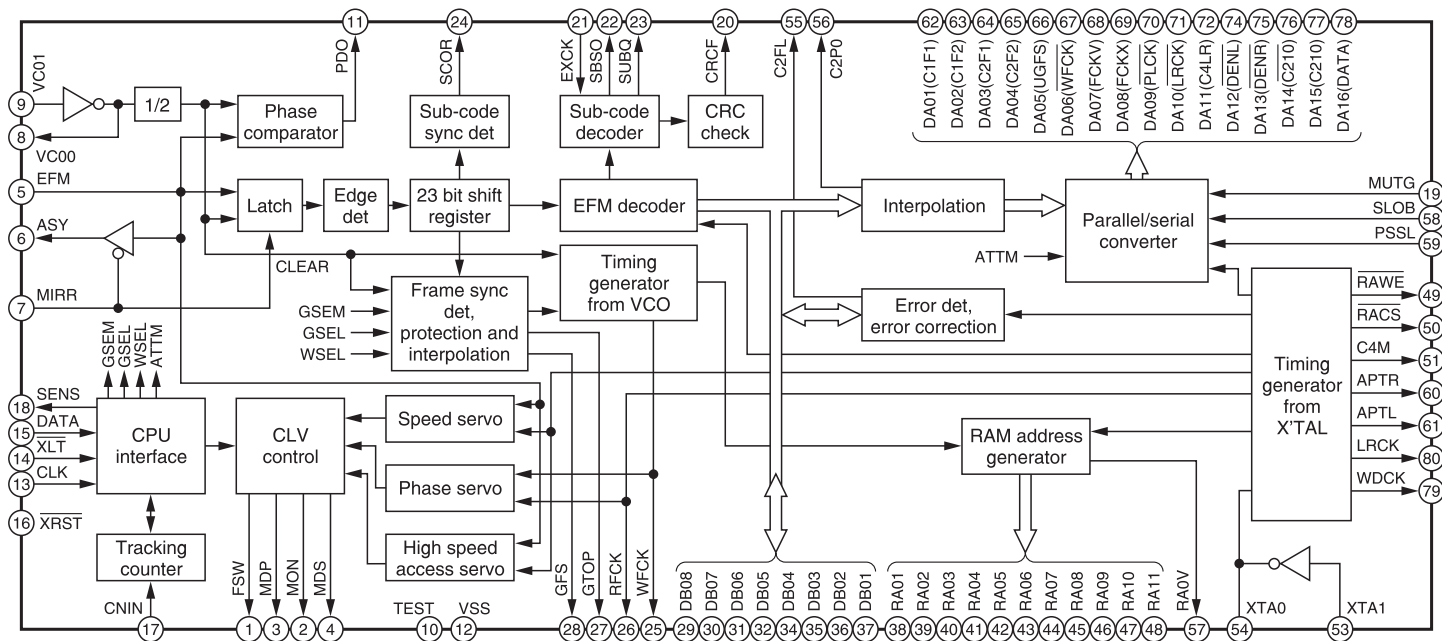 11
24
21
22
23
20
55
56
62
63
64
65
66
67
68
69
70
71
72
74
75
76
77
78
PDO
SCOR
EXCK
SBSO
SUBQ
CRCF
C2FL
C2P0
DA01(C1F1)
DA02(C1F2)
DA03(C2F1)
DA04(C2F2)
DA05(UGFS)
DA06(WFCK)
DA07(FCKV)
DA08(FCKX)
DA09(PLCK)
DA10(LRCK)
DA11(C4LR)
DA12(DENL)
DA13(DENR)
DA14(C210)
DA15(C210)
DA16(DATA)
VC01
9
1/2
8
VC00
Phase
comparator
Sub-code
sync det
Sub-code
decoder
CRC
check
5
EFM
Latch
Edge
det
23 bit shift
register
EFM decoder
Interpolation
Parallel/serial
converter
MUTG
19
SLOB
58
PSSL
59
ASY
6
CLEAR
ATTM
MIRR
7
GSEM
GSEL
WSEL
Frame sync
det,
protection and
interpolation
Timing
generator
from VCO
Error det,
error correction
Timing
generator
from
X'TAL
RAWE
49
RACS
50
C4M
51
APTR
60
APTL
61
LRCK
80
WDCK
79
GSEM
GSEL
WSEL
ATTM
SENS
18
DATA
15
XLT
14
CLK
13
16
XRST
CPU
interface
CLV
control
Speed servo
Phase servo
High speed
access servo
RAM address
generator
Tracking
counter
CNIN
17
FSW
MDP
MON
MDS
TEST
VSS
GFS
GTOP
RFCK
WFCK
DB08
DB07
DB06
DB05
DB04
DB03
DB02
DB01
RA01
RA02
RA03
RA04
RA05
RA06
RA07
RA08
RA09
RA10
RA11
RA0V
XTA0
XTA1
1
3
2
4
10
12
28
27
26
25
29
30
31
32
34
35
36
37
38
39
40
41
42
43
44
45
46
47
48
57
54
53